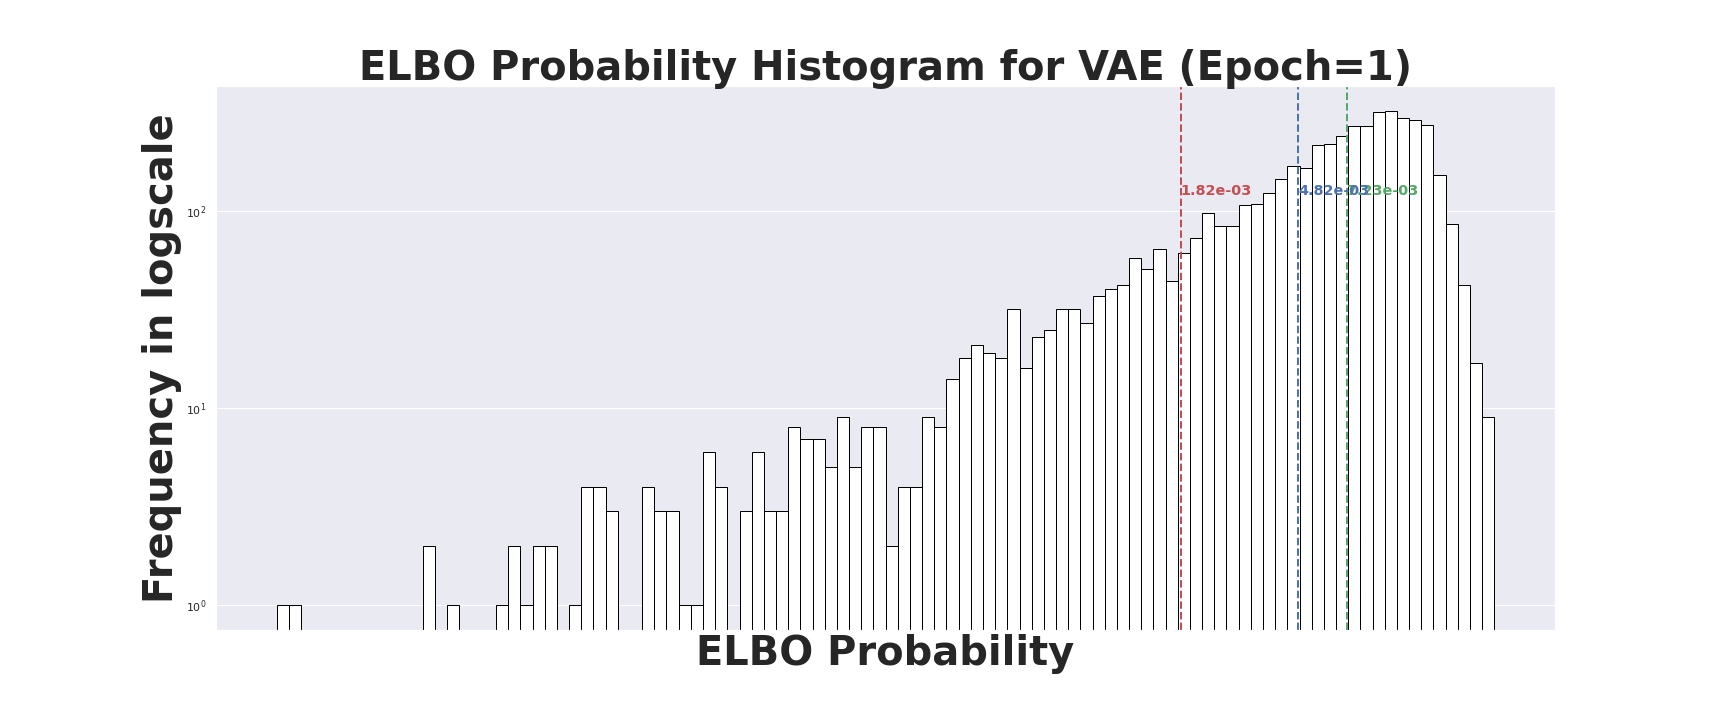 ELBO Probability Histogram for VAE (Epoch=1)
Frequency in logscale
10²
10¹
10⁰
1.82e-03
4.82e-03
23e-03
ELBO Probability